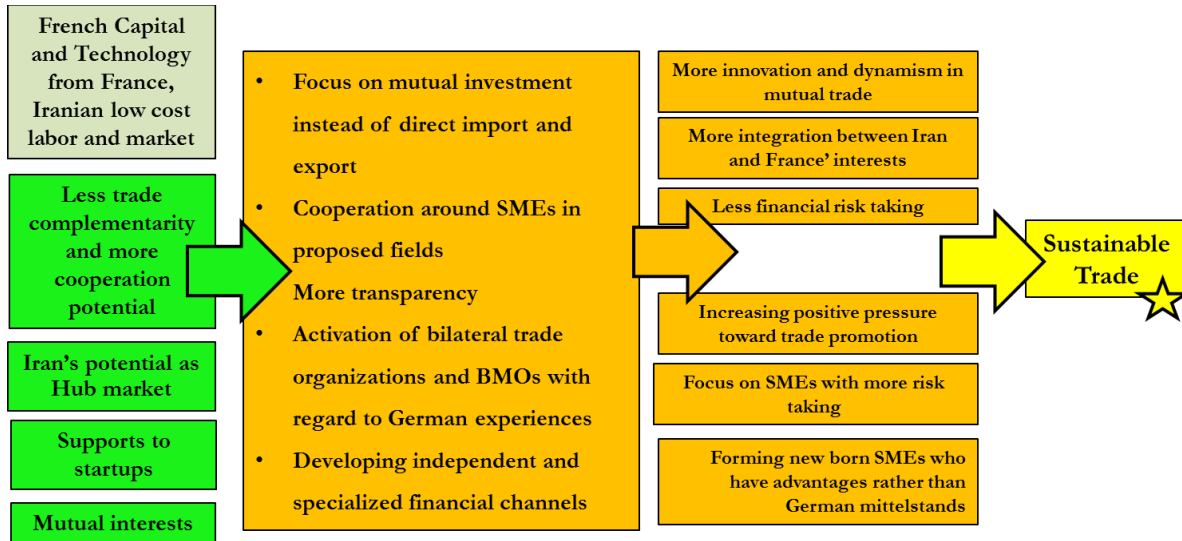 French Capital
and Technology
from France,
Iranian low cost
labor and market
Less trade
complementarity
and more
cooperation
potential
Iran's potential as
Hub market
Supports to
startups
Mutual interests
• Focus on mutual investment
instead of direct import and
export
• Cooperation around SMEs in
proposed fields
More transparency
• Activation of bilateral trade
organizations and BMOs with
regard to German experiences
• Developing independent and
specialized financial channels
More innovation and dynamism in
mutual trade
More integration between Iran
and France' interests
Less financial risk taking
Increasing positive pressure
toward trade promotion
Focus on SMEs with more risk
taking
Forming new born SMEs who
have advantages rather than
German mittelstands
Sustainable
Trade